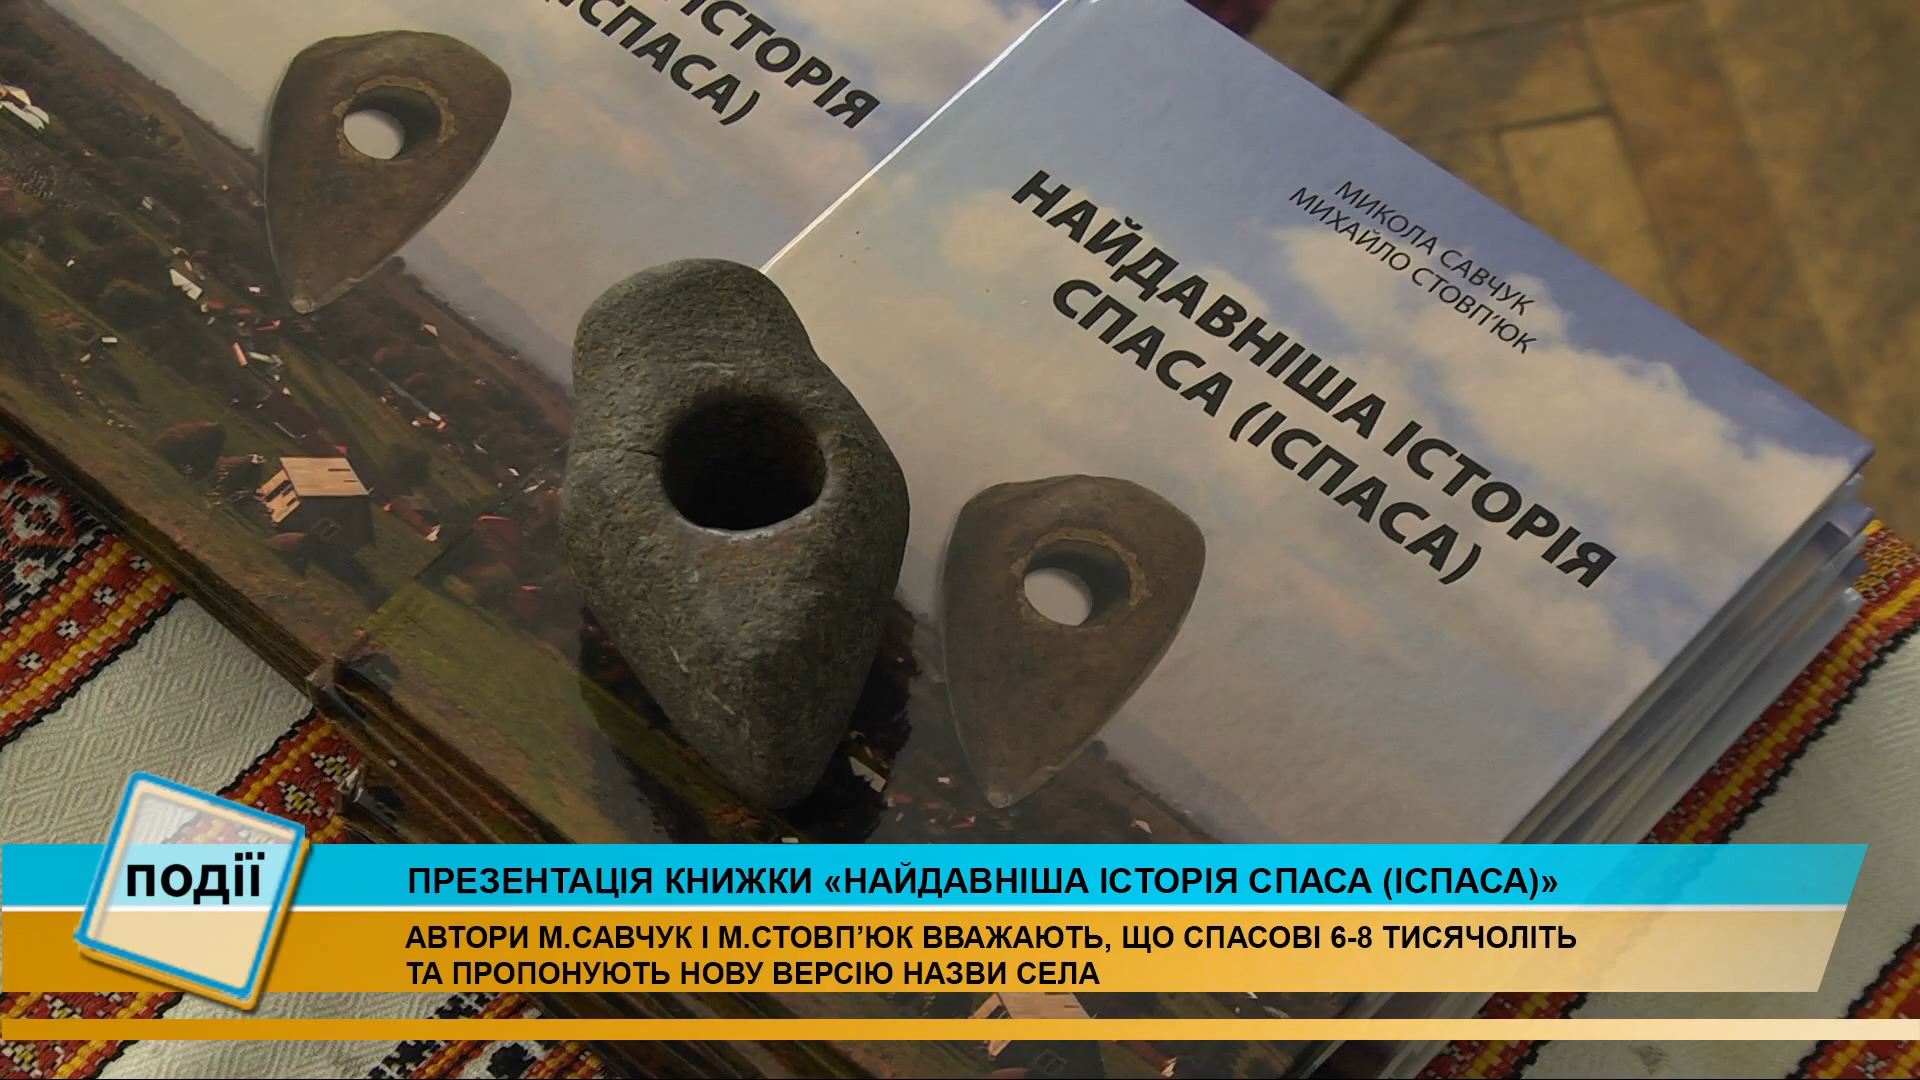 ІСТОРІЯ
(ІСПАСА)
МИКОЛА САВЧУК
МИХАЙЛО СТОВП'ЮК
НАЙДАВНІША ІСТОРІЯ
СПАСА (ІСПАСА)
події
ПРЕЗЕНТАЦІЯ КНИЖКИ «НАЙДАВНІША ІСТОРІЯ СПАСА (ІСПАСА)»
АВТОРИ М.САВЧУК І М.СТОВП’ЮК ВВАЖАЮТЬ, ЩО СПАСОВІ 6-8 ТИСЯЧОЛІТЬ
ТА ПРОПОНУЮТЬ НОВУ ВЕРСІЮ НАЗВИ СЕЛА